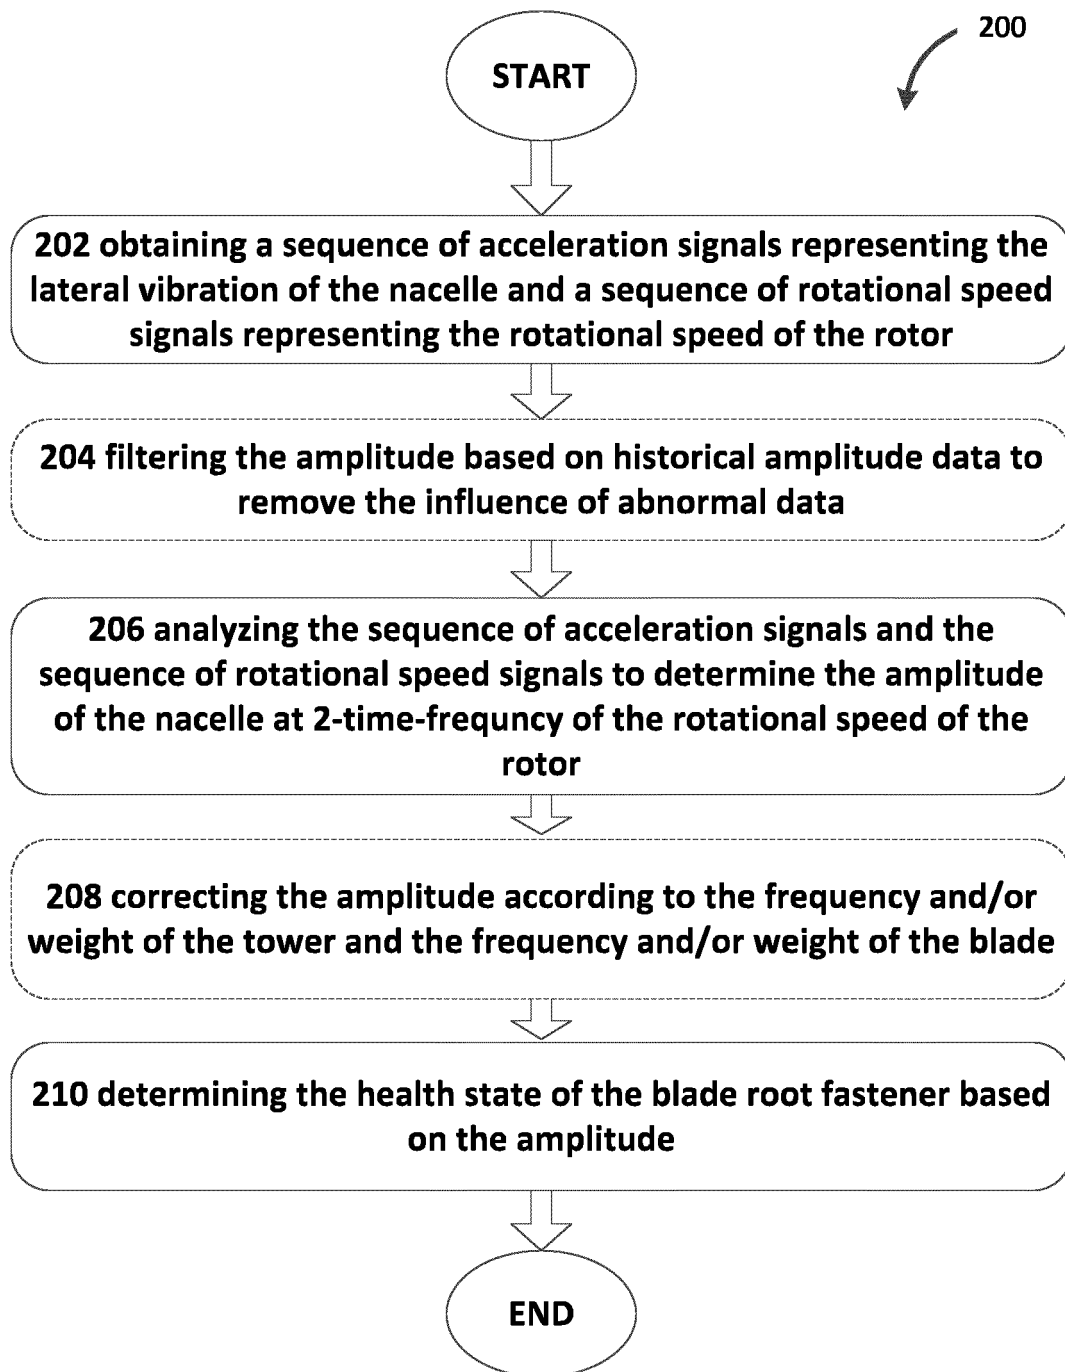 200
START
202 obtaining a sequence of acceleration signals representing the
lateral vibration of the nacelle and a sequence of rotational speed
signals representing the rotational speed of the rotor
204 filtering the amplitude based on historical amplitude data to
remove the influence of abnormal data
206 analyzing the sequence of acceleration signals and the
sequence of rotational speed signals to determine the amplitude
of the nacelle at 2-time-frequncy of the rotational speed of the
rotor
208 correcting the amplitude according to the frequency and/or
weight of the tower and the frequency and/or weight of the blade
210 determining the health state of the blade root fastener based
on the amplitude
END